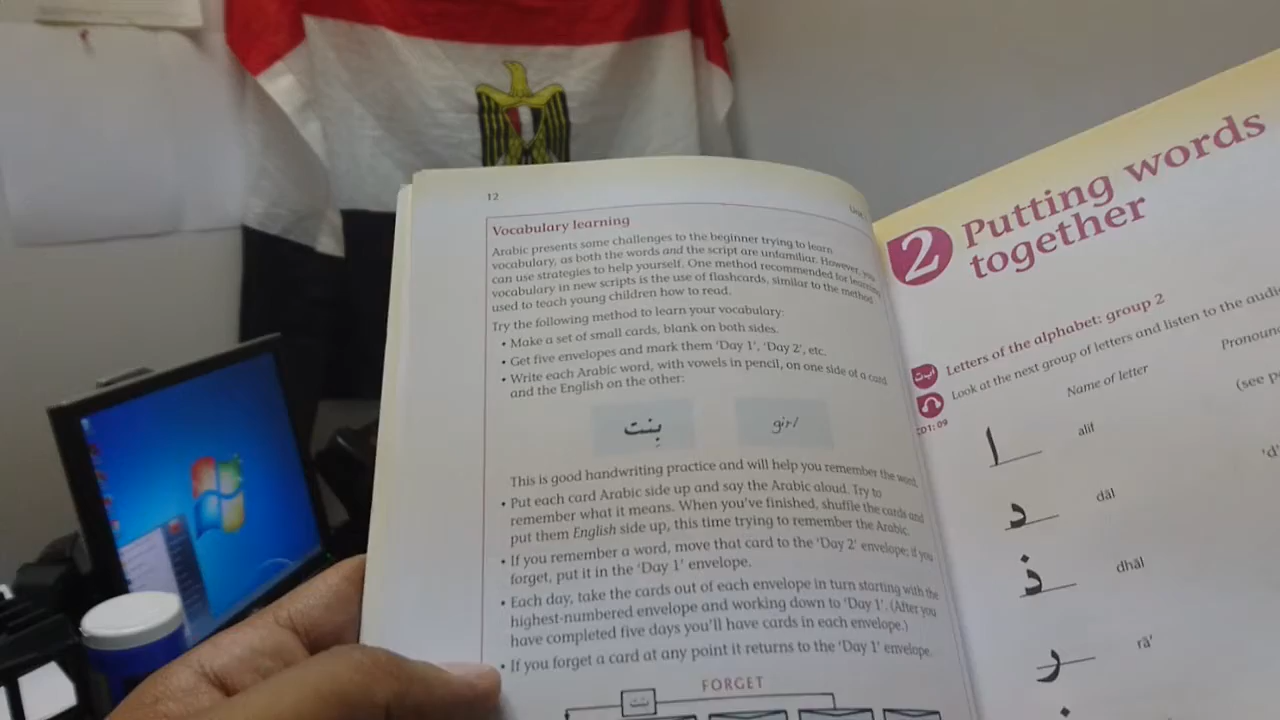 12
Vocabulary learning
Arabic presents some challenges to the beginner trying to learn
vocabulary, as both the words and the script are unfamiliar. However, you
can use strategies to help yourself. One method recommended for learning
vocabulary in new scripts is the use of flashcards, similar to the method
used to teach young children how to read.
Try the following method to learn your vocabulary:
• Make a set of small cards, blank on both sides.
• Get five envelopes and mark them 'Day 1', 'Day 2', etc.
• Write each Arabic word, with vowels in pencil, on one side of a card
and the English on the other:
بِنت
girl
This is good handwriting practice and will help you remember the word.
• Put each card Arabic side up and say the Arabic aloud. Try to
remember what it means. When you've finished, shuffle the cards and
put them English side up, this time trying to remember the Arabic.
• If you remember a word, move that card to the 'Day 2' envelope; if you
forget, put it in the 'Day 1' envelope.
• Each day, take the cards out of each envelope in turn starting with the
highest-numbered envelope and working down to 'Day 1'. (After you
have completed five days you'll have cards in each envelope.)
• If you forget a card at any point it returns to the 'Day 1' envelope.
FORGET
بنت
2 Putting words
together
Letters of the alphabet: group 2
Look at the next group of letters and listen to the
CD1: 09
Name of letter
(see
ا alif
د dāl
'd'
ذ dhāl
ر rā'